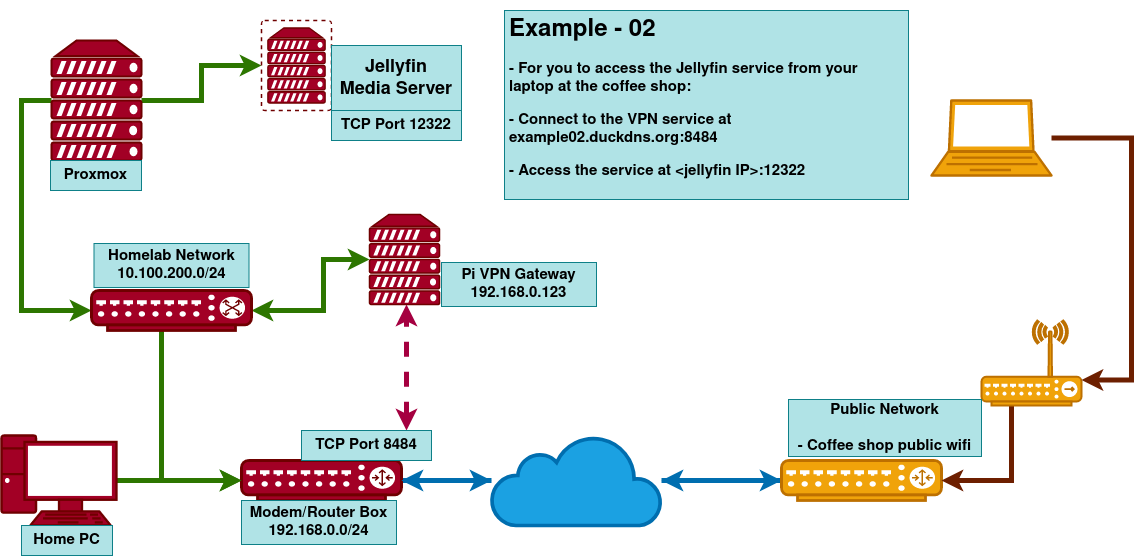 Example - 02
- For you to access the Jellyfin service from your
laptop at the coffee shop:
- Connect to the VPN service at
example02.duckdns.org:8484
- Access the service at <jellyfin IP>:12322
Jellyfin
Media Server
TCP Port 12322
Proxmox
Homelab Network
10.100.200.0/24
Pi VPN Gateway
192.168.0.123
TCP Port 8484
Modem/Router Box
192.168.0.0/24
Home PC
Public Network
- Coffee shop public wifi